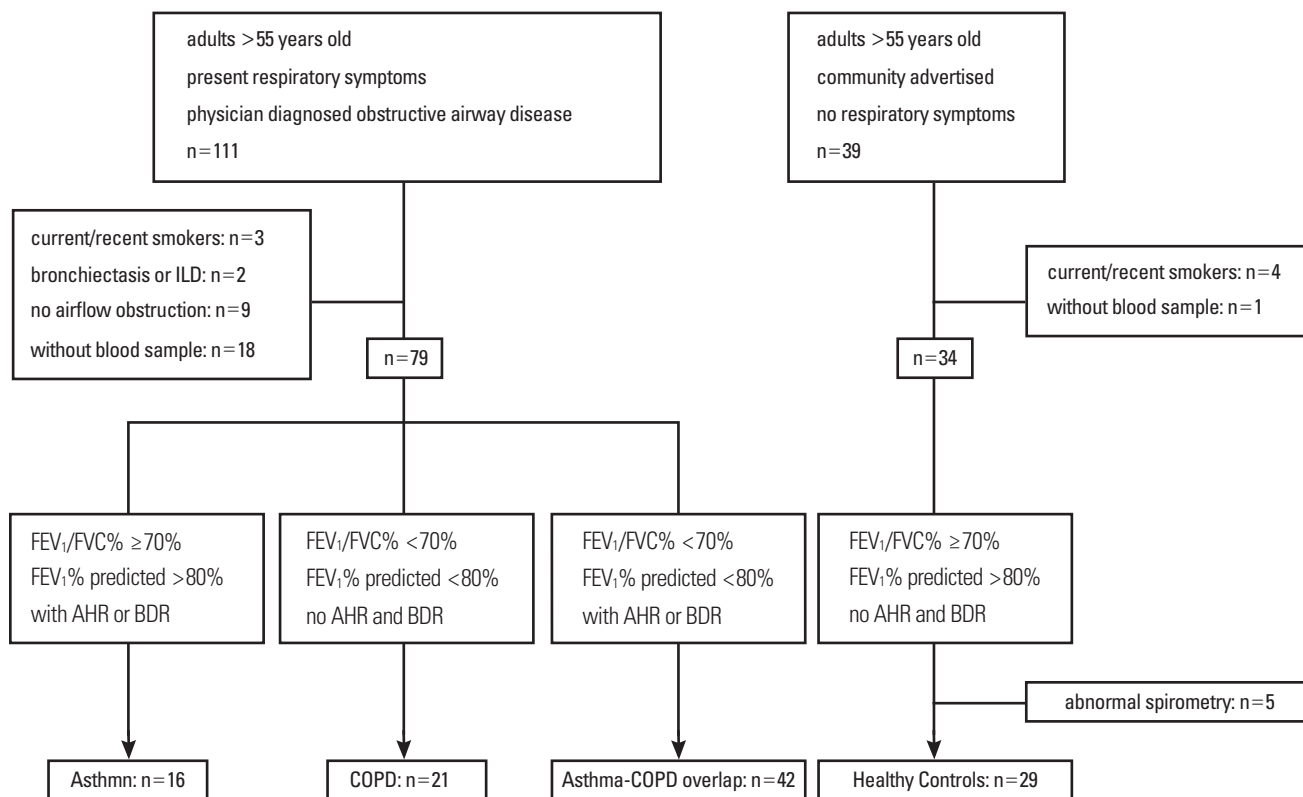 adults >55 years old
present respiratory symptoms
physician diagnosed obstructive airway disease
n=111
adults >55 years old
community advertised
no respiratory symptoms
n=39
current/recent smokers: n=3
bronchiectasis or ILD: n=2
no airflow obstruction: n=9
without blood sample: n=18
current/recent smokers: n=4
without blood sample: n=1
n=79
n=34
FEV₁/FVC% ≥70%
FEV₁% predicted >80%
with AHR or BDR
FEV₁/FVC% <70%
FEV₁% predicted <80%
no AHR and BDR
FEV₁/FVC% <70%
FEV₁% predicted <80%
with AHR or BDR
FEV₁/FVC% ≥70%
FEV₁% predicted >80%
no AHR and BDR
abnormal spirometry: n=5
Asthmn: n=16
COPD: n=21
Asthma-COPD overlap: n=42
Healthy Controls: n=29